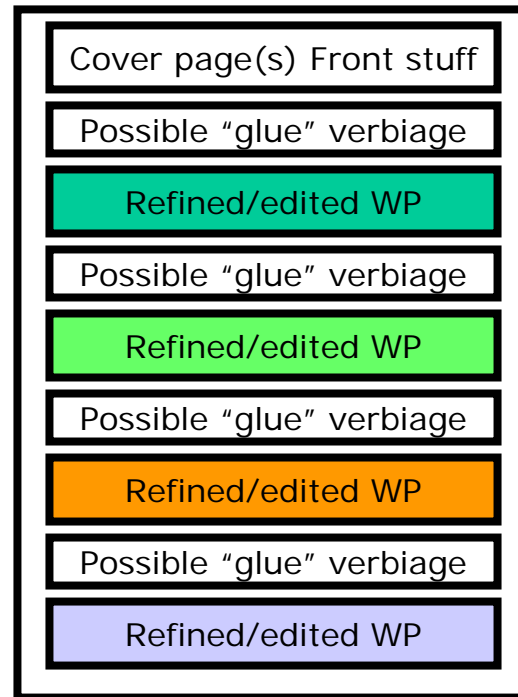 Cover page(s) Front stuff
Possible “glue” verbiage
Refined/edited WP
Possible “glue” verbiage
Refined/edited WP
Possible “glue” verbiage
Refined/edited WP
Possible “glue” verbiage
Refined/edited WP